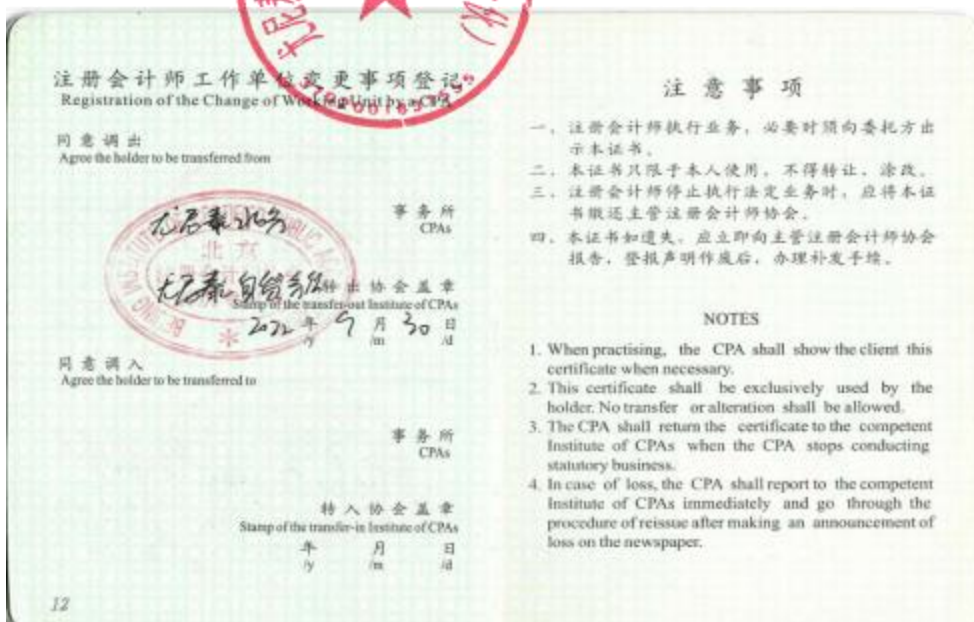 注册会计师工作单位变更事项登记
Registration of the Change of Working Unit by a CPA
同意调出
Agree the holder to be transferred from
事务所
CPAs
北京
转出协会盖章
Stamp of the transfer-out Institute of CPAs
2022年9月30日
/y /m /d
同意调入
Agree the holder to be transferred to
事务所
CPAs
转入协会盖章
Stamp of the transfer-in Institute of CPAs
年 月 日
/y /m /d
12
注意事项
一、注册会计师执行业务，必要时须向委托方出
示本证书。
二、本证书只限于本人使用，不得转让、涂改。
三、注册会计师停止执行法定业务时，应将本证
书缴还主管注册会计师协会。
四、本证书如遗失，应立即向主管注册会计师协会
报告，登报声明作废后，办理补发手续。
NOTES
1. When practising, the CPA shall show the client this
certificate when necessary.
2. This certificate shall be exclusively used by the
holder. No transfer or alteration shall be allowed.
3. The CPA shall return the certificate to the competent
Institute of CPAs when the CPA stops conducting
statutory business.
4. In case of loss, the CPA shall report to the competent
Institute of CPAs immediately and go through the
procedure of reissue after making an announcement of
loss on the newspaper.